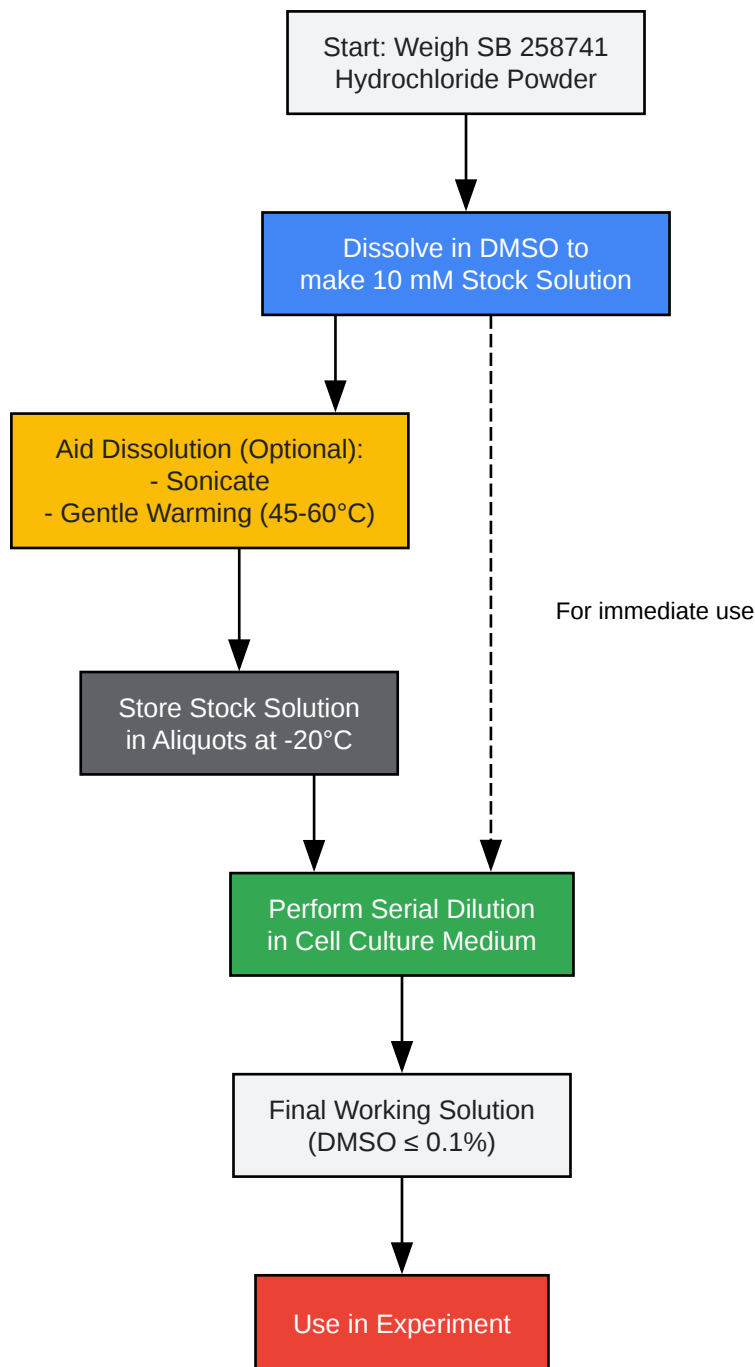 Start: Weigh SB 258741
Hydrochloride Powder
Dissolve in DMSO to
make 10 mM Stock Solution
Aid Dissolution (Optional):
- Sonicate
- Gentle Warming (45-60°C)
For immediate use
Store Stock Solution
in Aliquots at -20°C
Perform Serial Dilution
in Cell Culture Medium
Final Working Solution
(DMSO ≤ 0.1%)
Use in Experiment